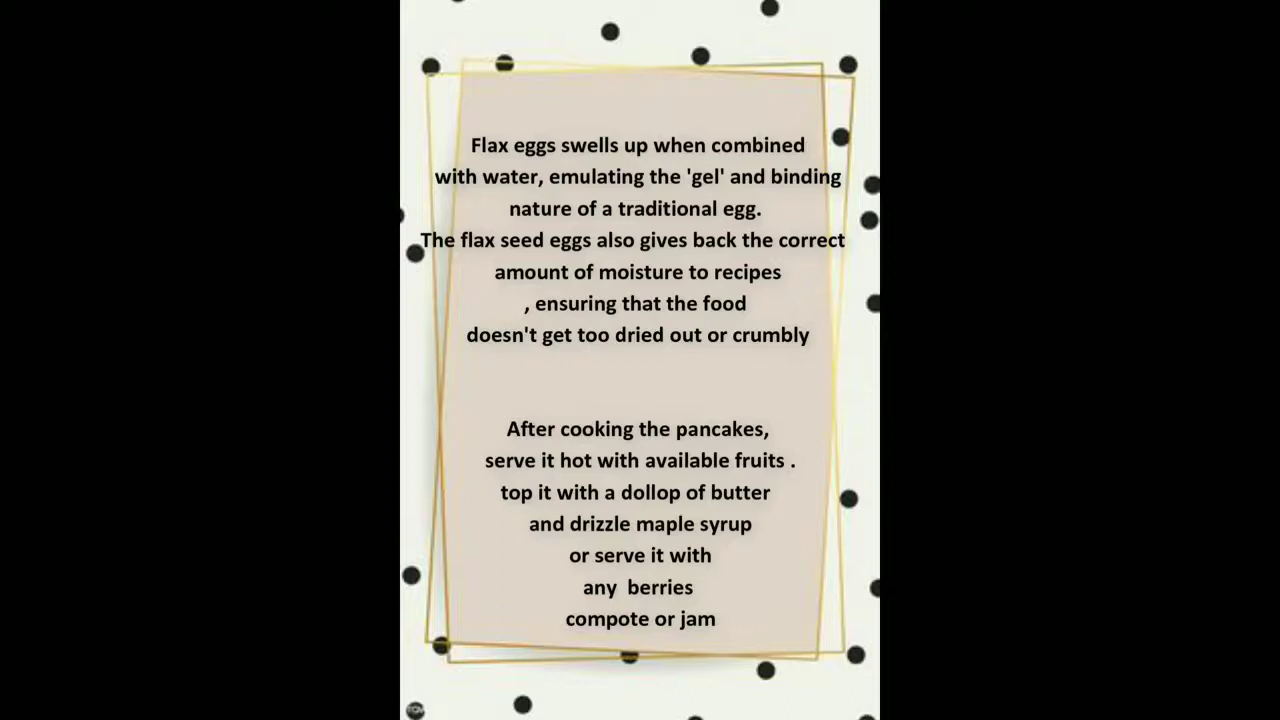 Flax eggs swells up when combined
with water, emulating the 'gel' and binding
nature of a traditional egg.
The flax seed eggs also gives back the correct
amount of moisture to recipes
, ensuring that the food
doesn't get too dried out or crumbly
After cooking the pancakes,
serve it hot with available fruits .
top it with a dollop of butter
and drizzle maple syrup
or serve it with
any  berries
compote or jam